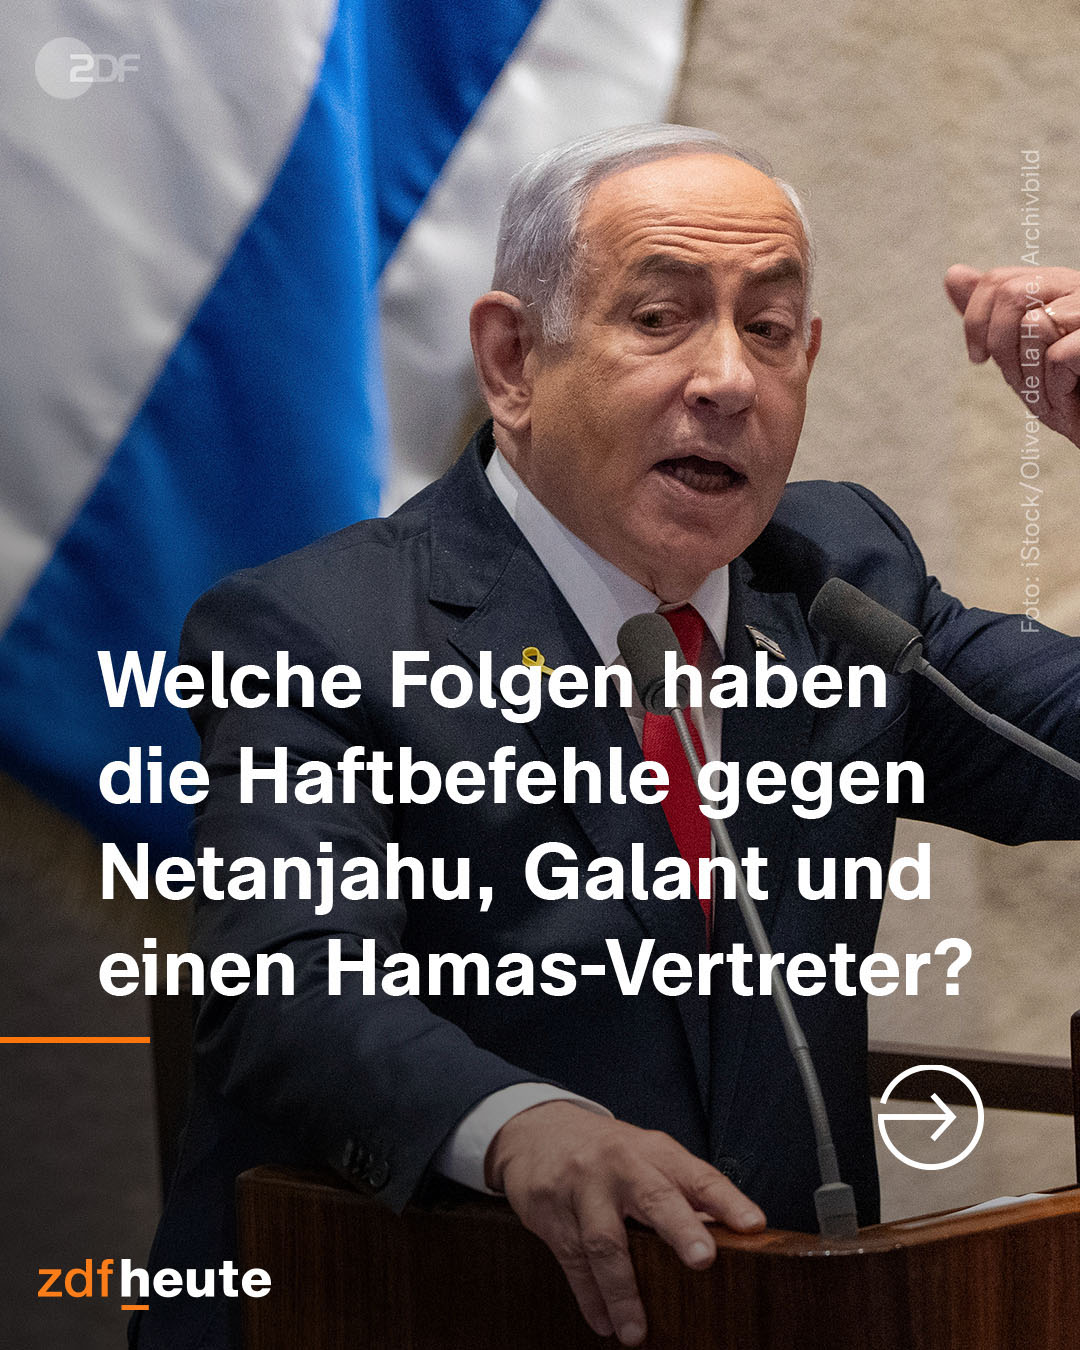 ZDF
Foto: iStock/Oliver de la Haye, Archivbild
Welche Folgen haben
die Haftbefehle gegen
Netanjahu, Galant und
einen Hamas-Vertreter?
zdfheute